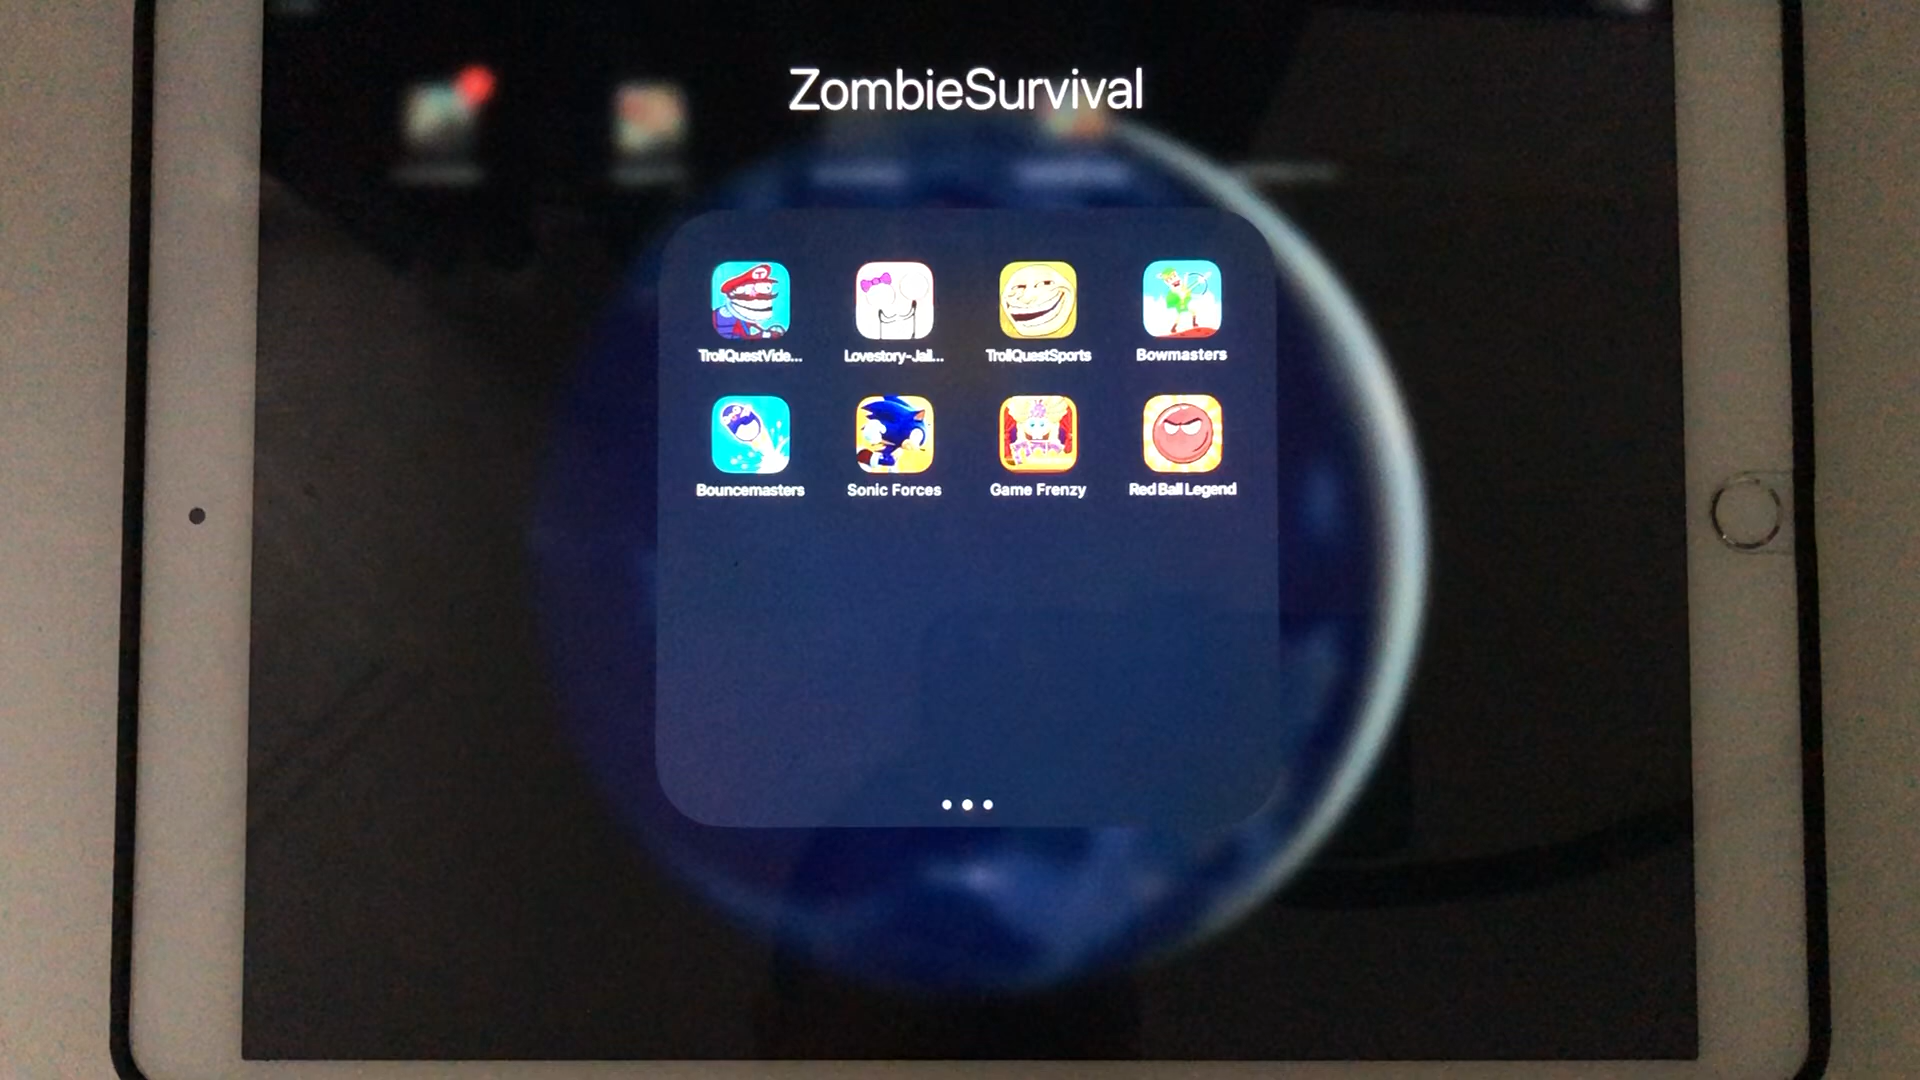 ZombieSurvival
TrollQuestVide...
Lovestory-Jail...
TrollQuestSports
Bowmasters
Bouncemasters
Sonic Forces
Game Frenzy
Red Ball Legend